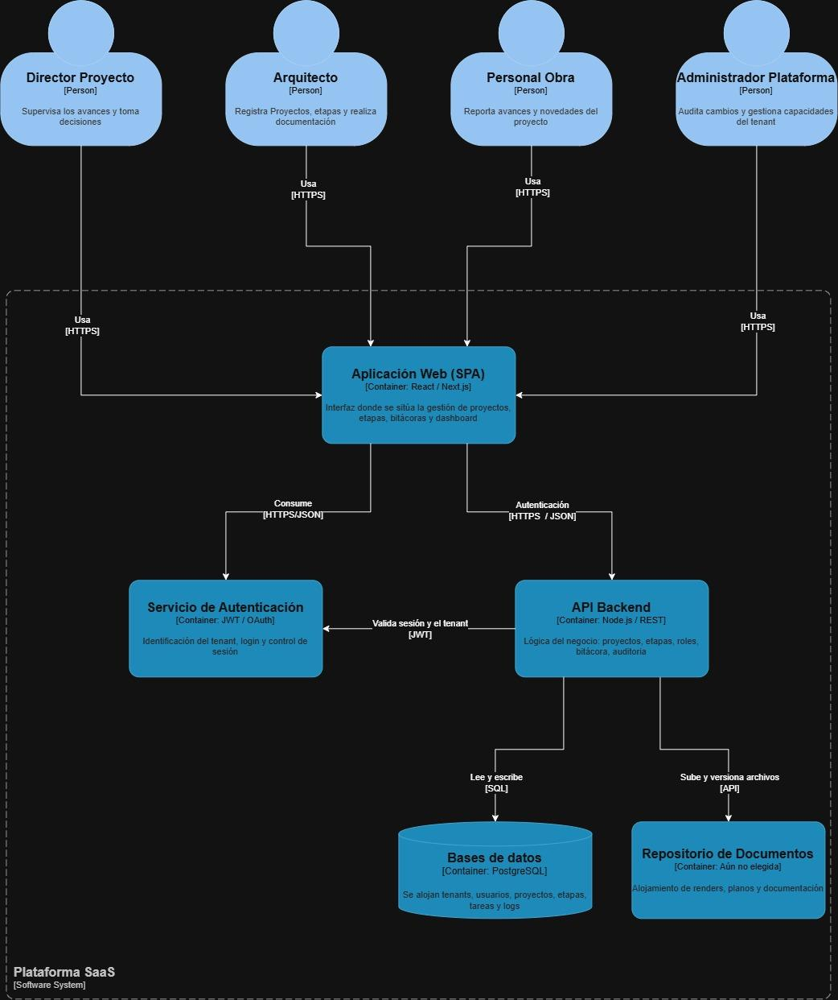 Director Proyecto
[Person]
Supervisa los avances y toma
decisiones
Arquitecto
[Person]
Registra Proyectos, etapas y realiza
documentación
Personal Obra
[Person]
Reporta avances y novedades del
proyecto
Administrador Plataforma
[Person]
Audita cambios y gestiona capacidades
del tenant
Usa
[HTTPS]
Usa
[HTTPS]
Usa
[HTTPS]
Usa
[HTTPS]
Aplicación Web (SPA)
[Container: React / Next.js]
Interfaz donde se sitúa la gestión de proyectos,
etapas, bitácoras y dashboard
Consume
[HTTPS/JSON]
Autenticación
[HTTPS / JSON]
Servicio de Autenticación
[Container: JWT / OAuth]
Identificación del tenant, login y control de
sesión
Valida sesión y el tenant
[JWT]
API Backend
[Container: Node.js / REST]
Lógica del negocio: proyectos, etapas, roles,
bitácora, auditoria
Lee y escribe
[SQL]
Sube y versiona archivos
[API]
Bases de datos
[Container: PostgreSQL]
Se alojan tenants, usuarios, proyectos, etapas,
tareas y logs
Repositorio de Documentos
[Container: Aún no elegida]
Alojamiento de renders, planos y documentación
Plataforma SaaS
[Software System]